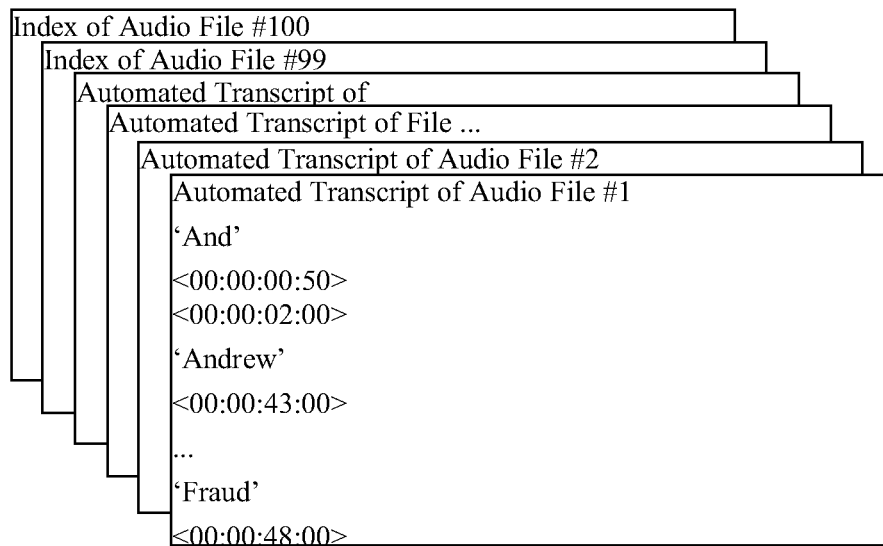 Index of Audio File #100
Index of Audio File #99
Automated Transcript of
Automated Transcript of File ...
Automated Transcript of Audio File #2
Automated Transcript of Audio File #1
‘And’
<00:00:00:50>
<00:00:02:00>
‘Andrew’
<00:00:43:00>
...
‘Fraud’
<00:00:48:00>